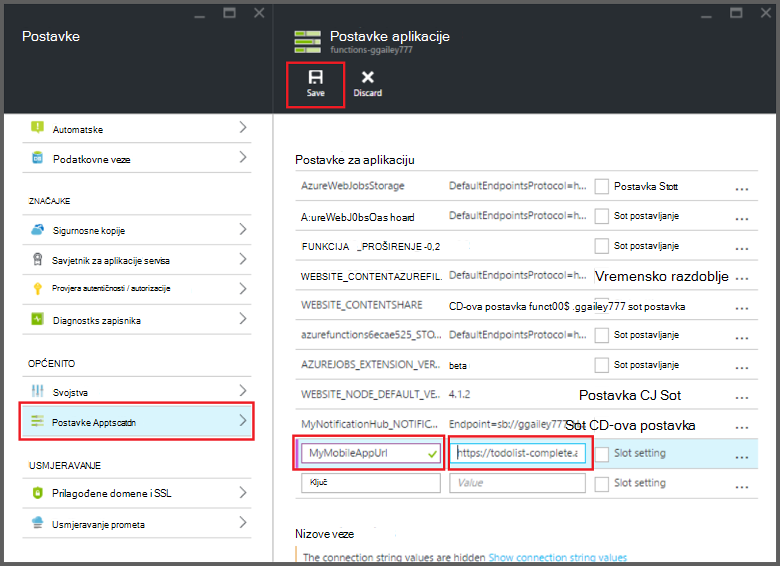 Postavke
Automatske
Podatkovne veze
ZNAČAJKE
Sigurnosne kopije
Savjetnik za aplikacije servisa
Provjera autentičnosti / autorizacije
Diagnostks zapisnika
OPĆENITO
Svojstva
Postavke Apptscatdn
USMJERAVANJE
Prilagođene domene i SSL
Usmjeravanje prometa
Postavke aplikacije
functions-ggailey777
Save Discard
Postavke za aplikaciju
AzureWebJobsStorage DefaultEndpointsProtocol=h... Postavka Stott ...
A:ureWebJ0bsOas hoard DefaultEndpointsProtocol=h... Sot postavljanje ...
FUNKCIJA _PROŠIRENJE -0,2 Sot postavljanje ...
WEBSITE_CONTENTAZUREFIL... DefaultEndpointsProtocol=h... Vremensko razdoblje ...
WEBSITE_CONTENTSHARE CD-ova postavka funct00$ .ggailey777 sot postavka ...
azurefunctions6ecae525_STO... DefaultEndpointsProtocol=h... Sot postavljanje ...
AZUREJOBS_EXTENSION_VER... beta Sot postavljanje ...
WEBSITE_NODE_DEFAULT_VE... 4.1.2 Postavka CJ Sot ...
MyNotificationHub_NOTIFIC... Endpoint=sb://ggailey777 Sot CD-ova postavka ...
MyMobileAppUrl https://todolist-complete.a Slot setting ...
Ključ Value Slot setting ...
Nizove veze
The connection string values are hidden Show connection string values